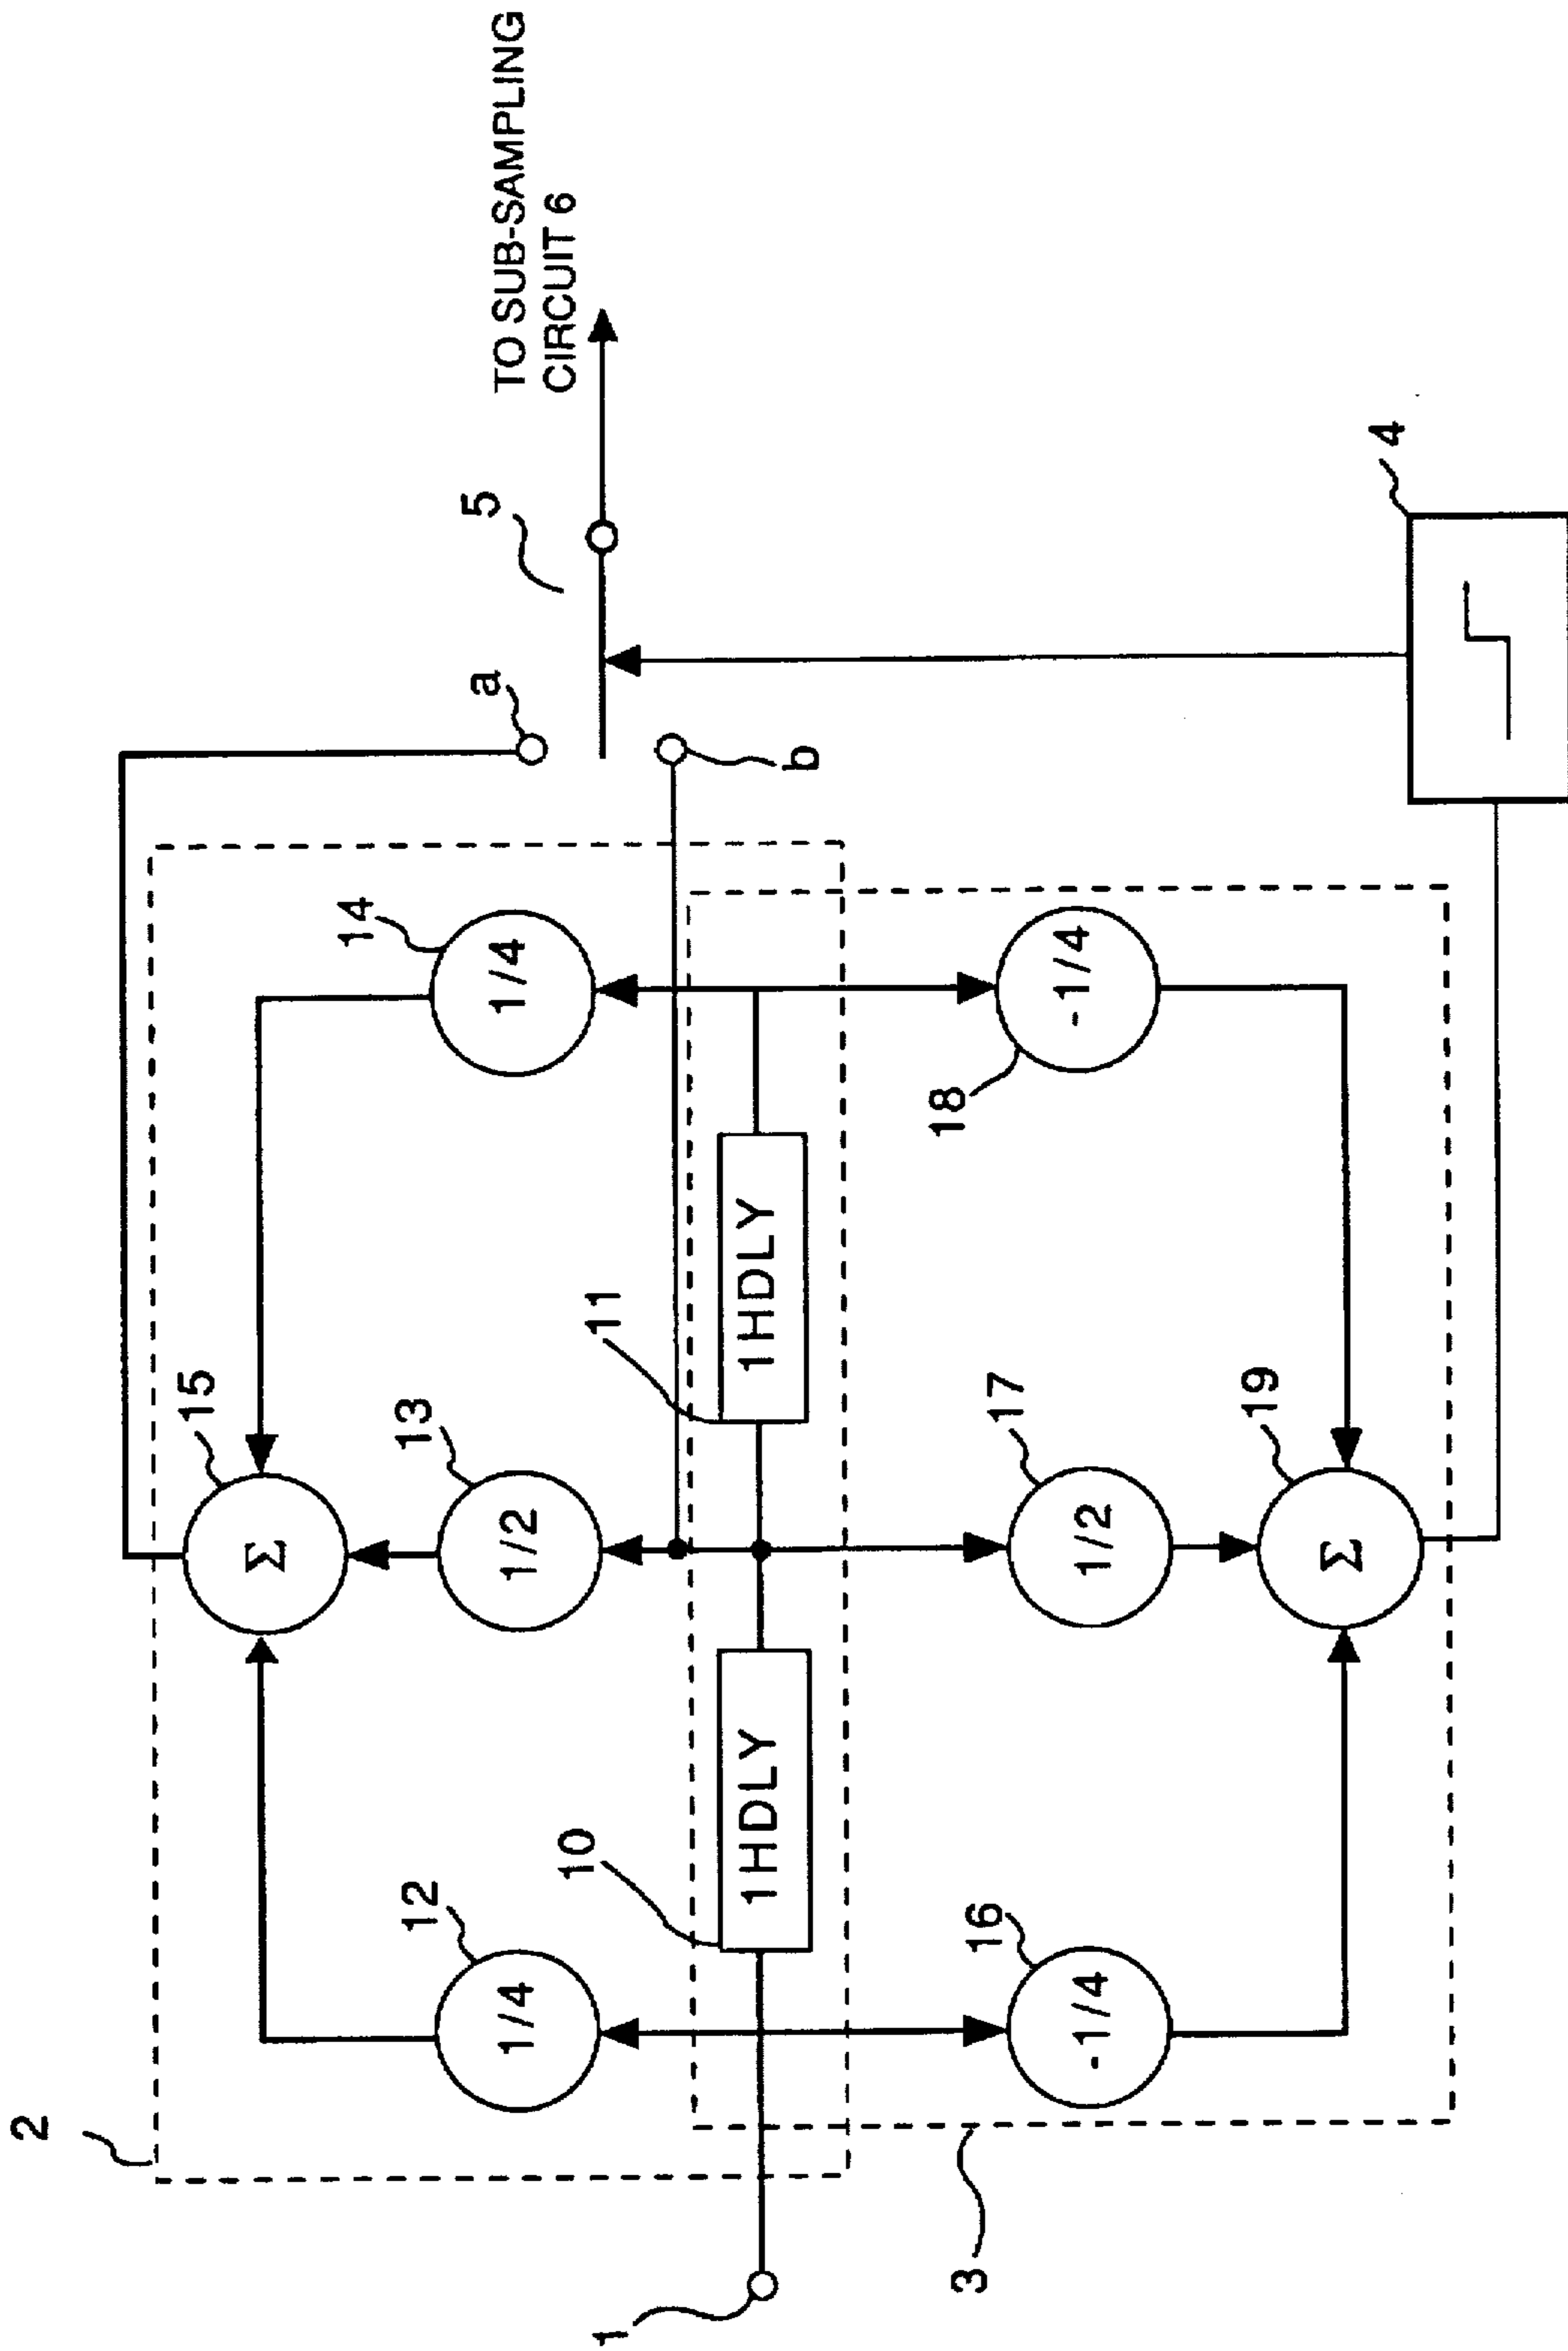 2
15
14
1/4
Σ
12
13
1/4
1/2
a
5
TO SUB-SAMPLING
CIRCUIT 6
10
11
b
1
1HDLY
1HDLY
3
16
17
18
-1/4
1/2
-1/4
19
Σ
4